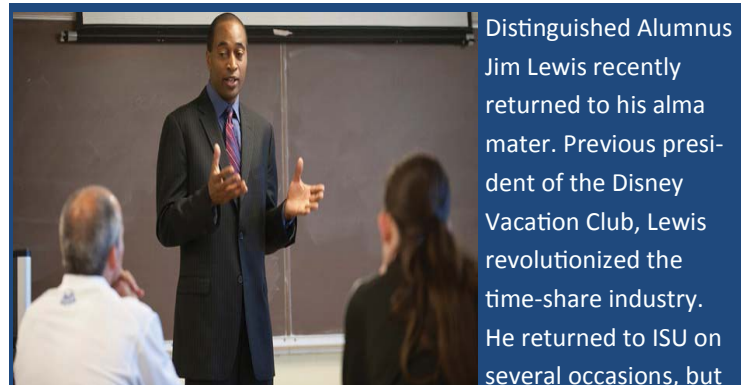 Distinguished Alumnus
Jim Lewis recently
returned to his alma
mater. Previous presi-
dent of the Disney
Vacation Club, Lewis
revolutionized the
time-share industry.
He returned to ISU on
several occasions, but